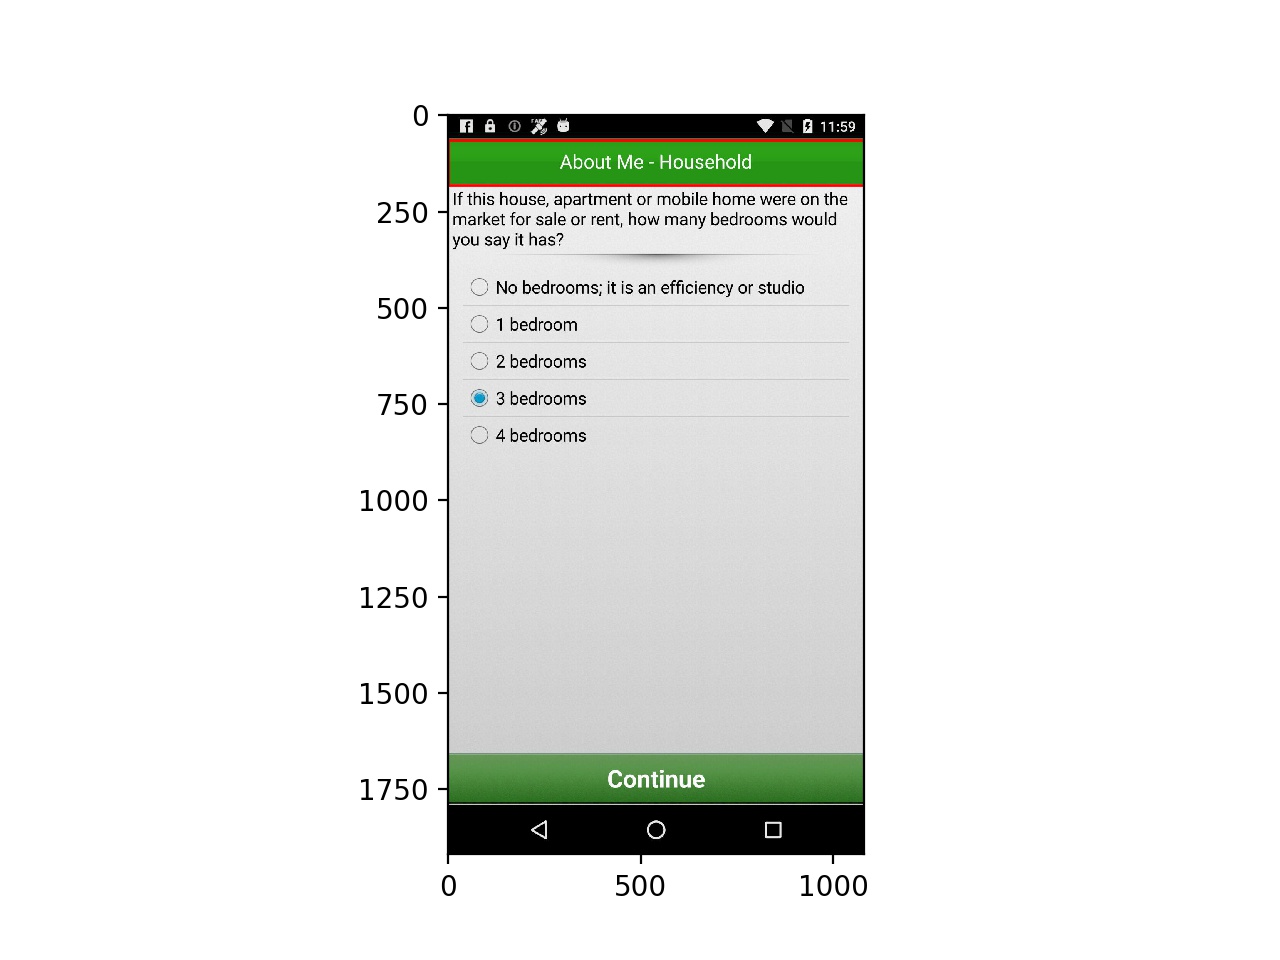 0
250
500
750
1000
1250
1500
1750
0
500
1000
11:59
About Me - Household
If this house, apartment or mobile home were on the
market for sale or rent, how many bedrooms would
you say it has?
No bedrooms; it is an efficiency or studio
1 bedroom
2 bedrooms
3 bedrooms
4 bedrooms
Continue